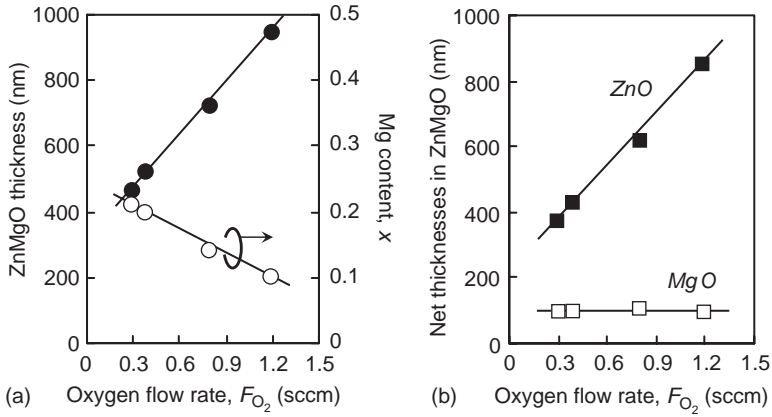 1000
800
600
400
200
0
ZnMgO thickness (nm)
0.5
0.4
0.3
0.2
0.1
0
Mg content, x
0 0.3 0.6 0.9 1.2 1.5
(a) Oxygen flow rate, F_O₂ (sccm)
1000
800
600
400
200
0
Net thicknesses in ZnMgO (nm)
ZnO
MgO
0 0.3 0.6 0.9 1.2 1.5
(b) Oxygen flow rate, F_O₂ (sccm)